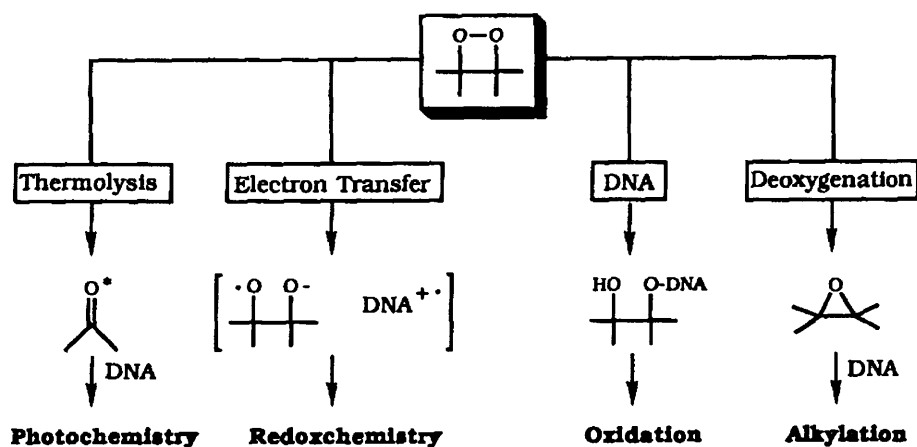 O-O
Thermolysis Electron Transfer DNA Deoxygenation
O* · O O- DNA+ · HO O-DNA O
DNA DNA
Photochemistry Redoxchemistry Oxidation Alkylation